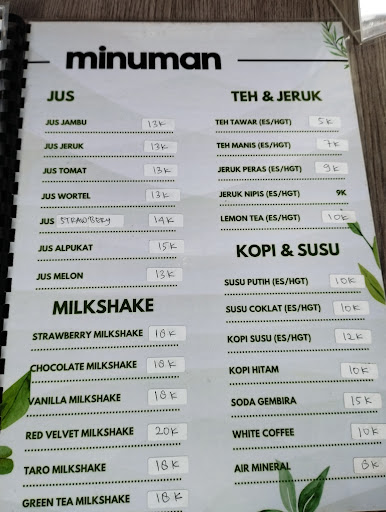 minuman
JUS
JUS JAMBU 13K
JUS JERUK 13K
JUS TOMAT 13K
JUS WORTEL 13K
JUS STRAWBERY 14K
JUS ALPUKAT 15K
JUS MELON 13K
MILKSHAKE
STRAWBERRY MILKSHAKE 18K
CHOCOLATE MILKSHAKE 18K
VANILLA MILKSHAKE 18K
RED VELVET MILKSHAKE 20K
TARO MILKSHAKE 18K
GREEN TEA MILKSHAKE 18K
TEH & JERUK
TEH TAWAR (ES/HGT) 5K
TEH MANIS (ES/HGT) 7K
JERUK PERAS (ES/HGT) 9K
JERUK NIPIS (ES/HGT) 9K
LEMON TEA (ES/HGT) 10K
KOPI & SUSU
SUSU PUTIH (ES/HGT) 10K
SUSU COKLAT (ES/HGT) 10K
KOPI SUSU (ES/HGT) 12K
KOPI HITAM 10K
SODA GEMBIRA 15K
WHITE COFFEE 10K
AIR MINERAL 8K